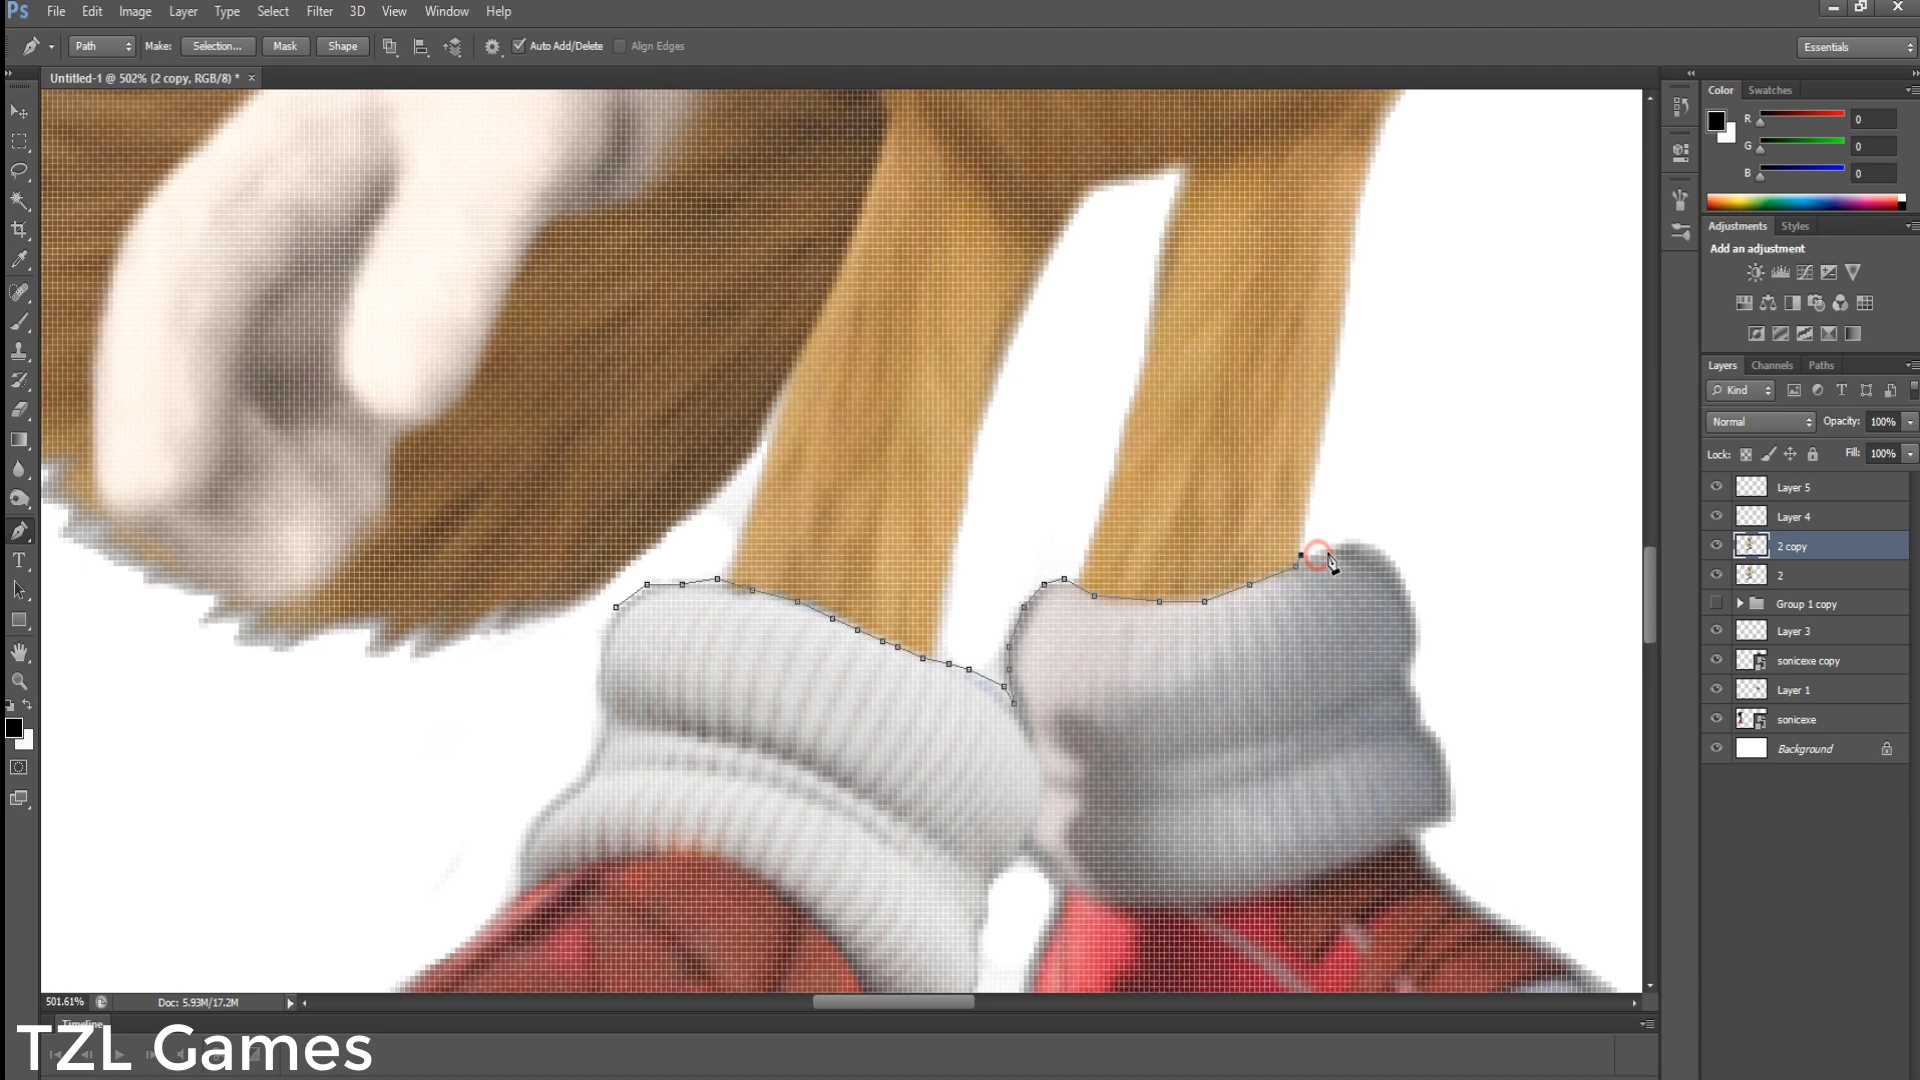 Ps File Edit Image Layer Type Select Filter 3D View Window Help
Path Make: Selection... Mask Shape Auto Add/Delete Align Edges Essentials
Untitled-1 @ 502% (2 copy, RGB/8) * ×
Color Swatches
R 0
G 0
B 0
Adjustments Styles
Add an adjustment
Layers Channels Paths
Kind
Normal Opacity: 100%
Lock: Fill: 100%
Layer 5
Layer 4
2 copy
2
Group 1 copy
Layer 3
sonicexe copy
Layer 1
sonicexe
Background
501.61% Doc: 5.93M/17.2M
Timeline
TZL Games